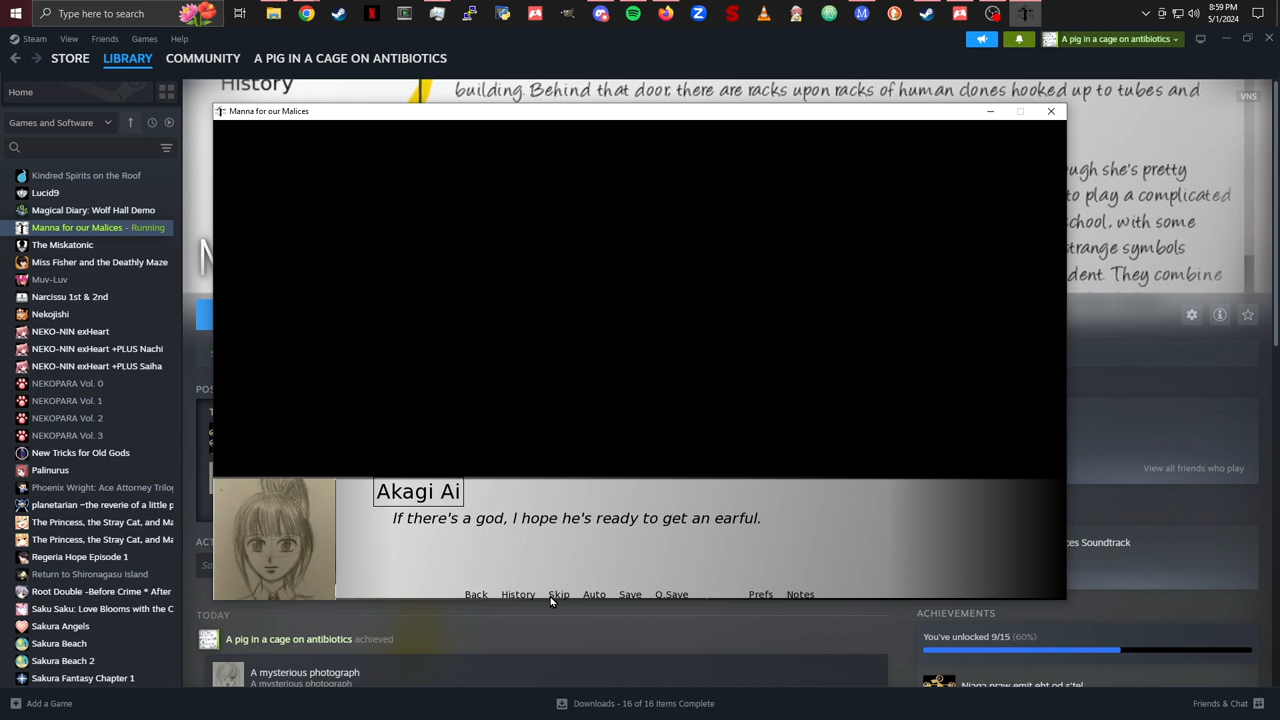 Type here to search
8:59 PM
5/1/2024
Steam View Friends Games Help
A pig in a cage on antibiotics
STORE LIBRARY COMMUNITY A PIG IN A CAGE ON ANTIBIOTICS
Home
History
building. Behind that door, there are racks upon racks of human clones hooked up to tubes and
VNS
Manna for our Malices
Games and Software
ugh she's pretty
to play a complicated
school, with some
strange symbols
dent. They combine
Kindred Spirits on the Roof
Lucid9
Magical Diary: Wolf Hall Demo
Manna for our Malices - Running
The Miskatonic
Miss Fisher and the Deathly Maze
Muv-Luv
Narcissu 1st & 2nd
Nekojishi
NEKO-NIN exHeart
NEKO-NIN exHeart +PLUS Nachi
NEKO-NIN exHeart +PLUS Saiha
NEKOPARA Vol. 0
NEKOPARA Vol. 1
NEKOPARA Vol. 2
NEKOPARA Vol. 3
New Tricks for Old Gods
Palinurus
Phoenix Wright: Ace Attorney Trilog
planetarian ~the reverie of a little p
The Princess, the Stray Cat, and Ma
The Princess, the Stray Cat, and Ma
Regeria Hope Episode 1
Return to Shironagasu Island
Root Double -Before Crime * After
Saku Saku: Love Blooms with the C
Sakura Angels
Sakura Beach
Sakura Beach 2
Sakura Fantasy Chapter 1
N
POS
T
View all friends who play
Akagi Ai
If there's a god, I hope he's ready to get an earful.
Back History Skip Auto Save Q.Save Prefs Notes
ACT
Sa
ces Soundtrack
TODAY
A pig in a cage on antibiotics achieved
A mysterious photograph
A mysterious photograph
ACHIEVEMENTS
You've unlocked 9/15 (60%)
Niaga praw emit eht od s'tel
Add a Game
Downloads - 16 of 16 Items Complete
Friends & Chat